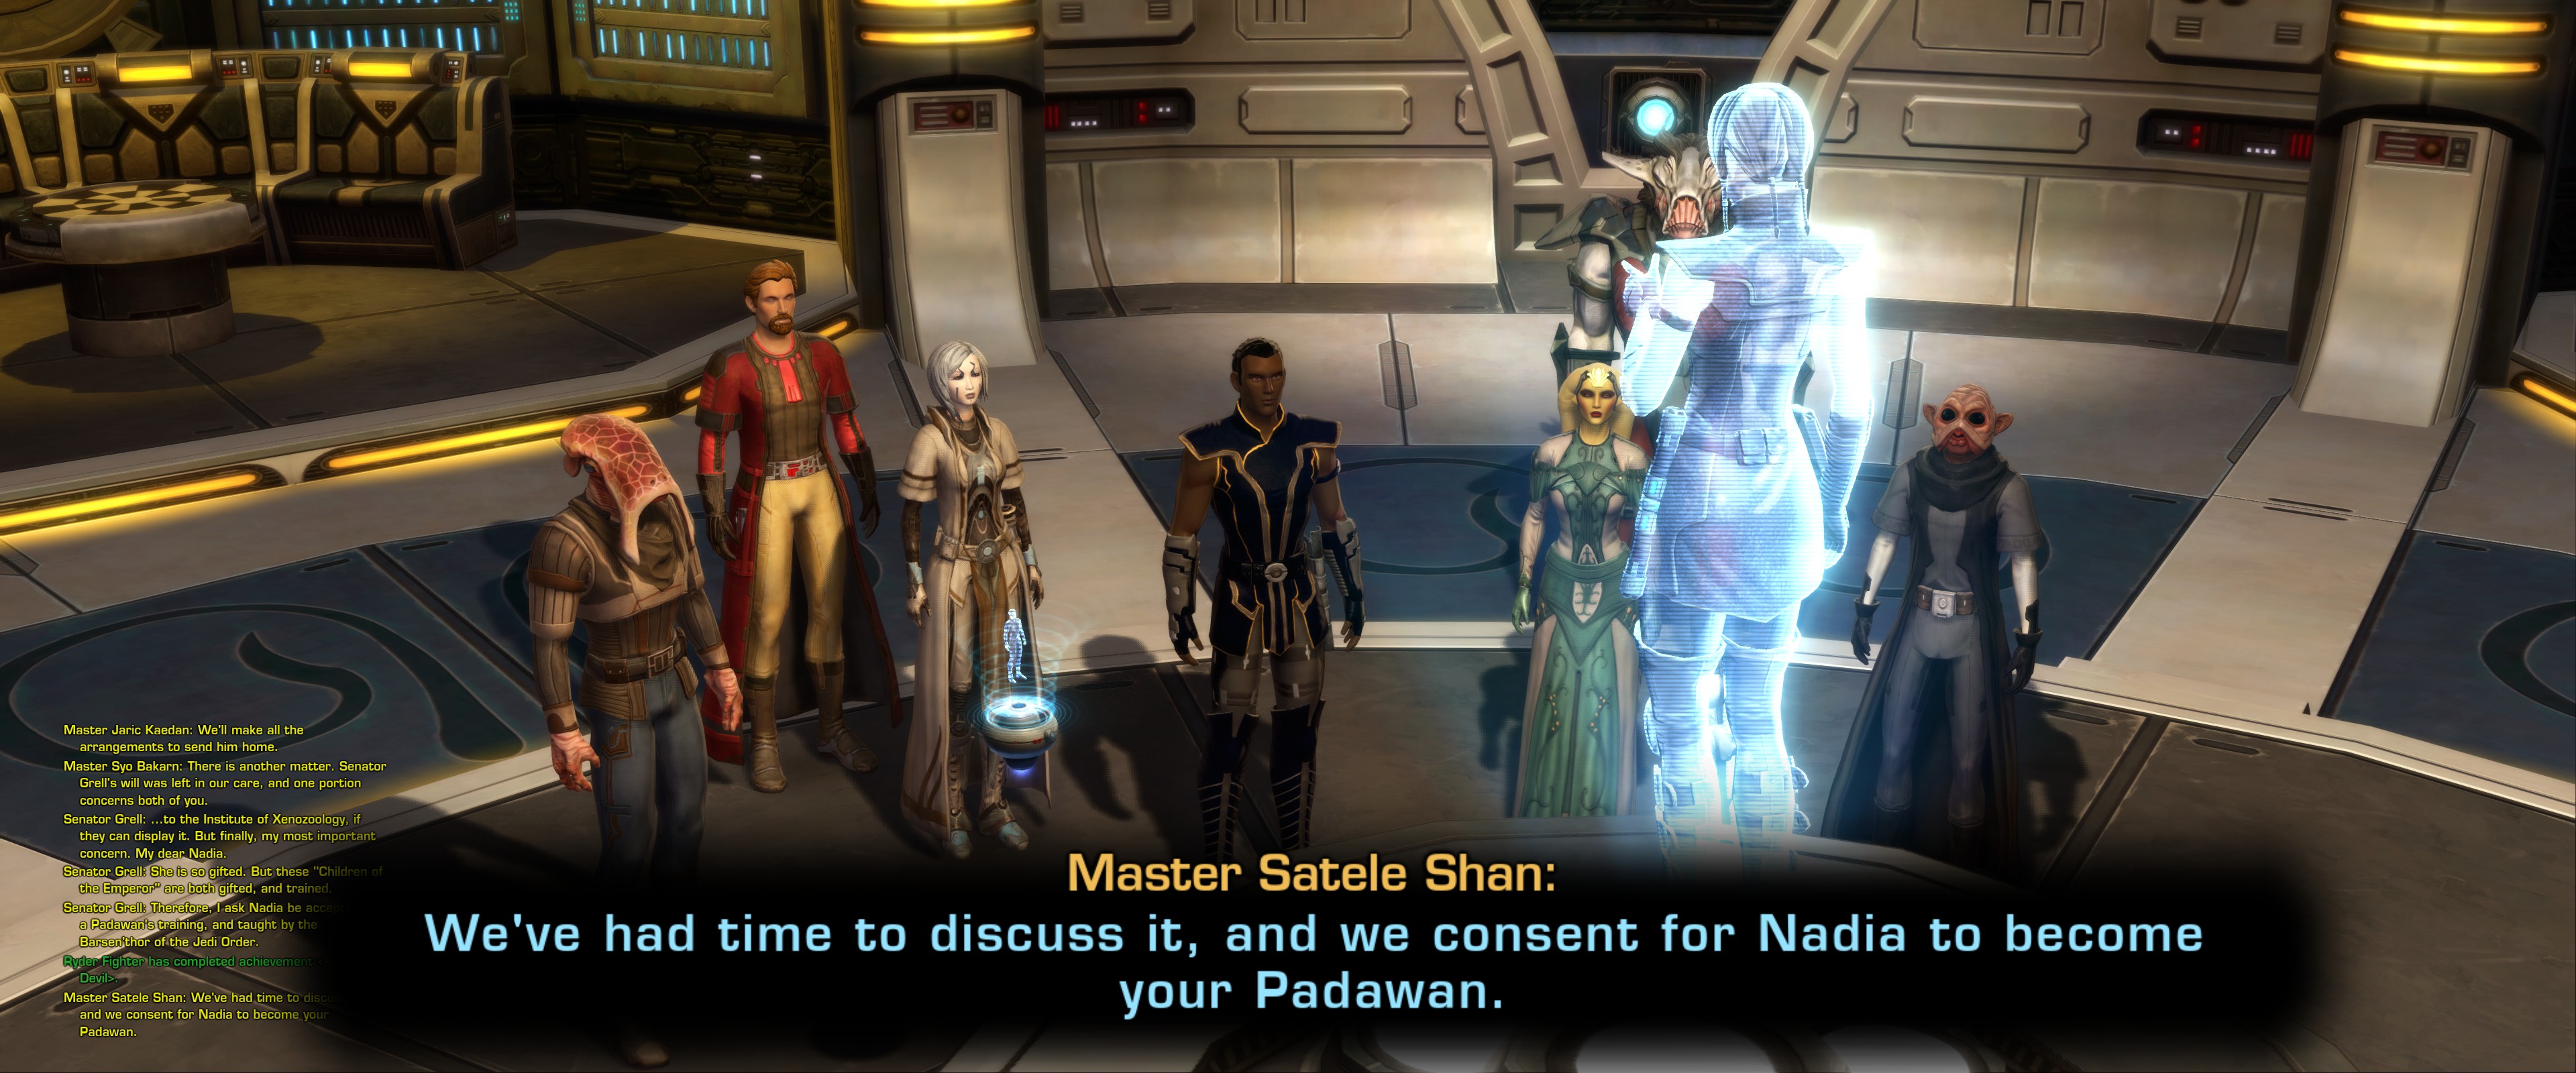 Master Jaric Kaedan: We'll make all the
arrangements to send him home.
Master Syo Bakarn: There is another matter. Senator
Grell's will was left in our care, and one portion
concerns both of you.
Senator Grell: ...to the Institute of Xenozoology, if
they can display it. But finally, my most important
concern. My dear Nadia.
Senator Grell: She is so gifted. But these "Children of
the Emperor" are both gifted, and trained.
Senator Grell: Therefore, I ask Nadia be
a Padawan's training, and taught by the
Barsen'thor of the Jedi Order.
Ryder Fighter has completed achievement
Devil>.
Master Satele Shan: We've had time to
and we consent for Nadia to become your
Padawan.
Master Satele Shan:
We've had time to discuss it, and we consent for Nadia to become
your Padawan.